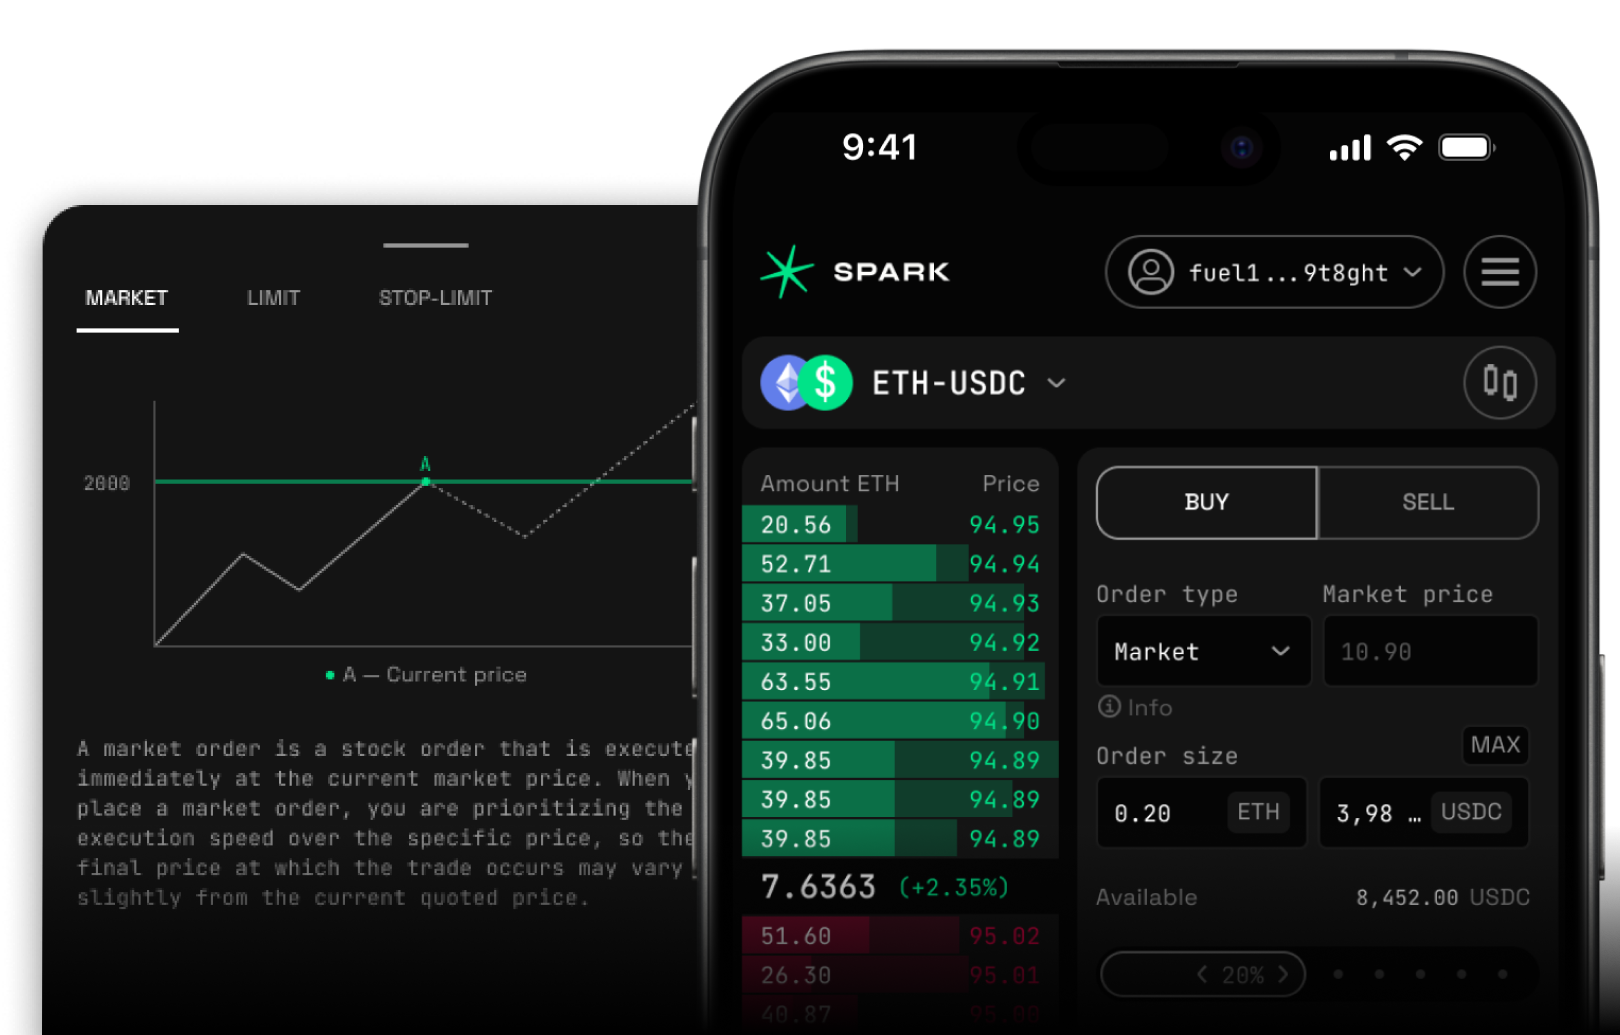 MARKET LIMIT STOP-LIMIT
2000
A
A — Current price
A market order is a stock order that is execute
immediately at the current market price. When y
place a market order, you are prioritizing the
execution speed over the specific price, so the
final price at which the trade occurs may vary
slightly from the current quoted price.
9:41
SPARK
fuel1...9t8ght
ETH-USDC
Amount ETH Price
20.56 94.95
52.71 94.94
37.05 94.93
33.00 94.92
63.55 94.91
65.06 94.90
39.85 94.89
39.85 94.89
39.85 94.89
7.6363 (+2.35%)
51.60 95.02
26.30 95.01
40.87 95.00
BUY SELL
Order type Market price
Market 10.90
Info
Order size MAX
0.20 ETH 3,98 … USDC
Available 8,452.00 USDC
< 20% >